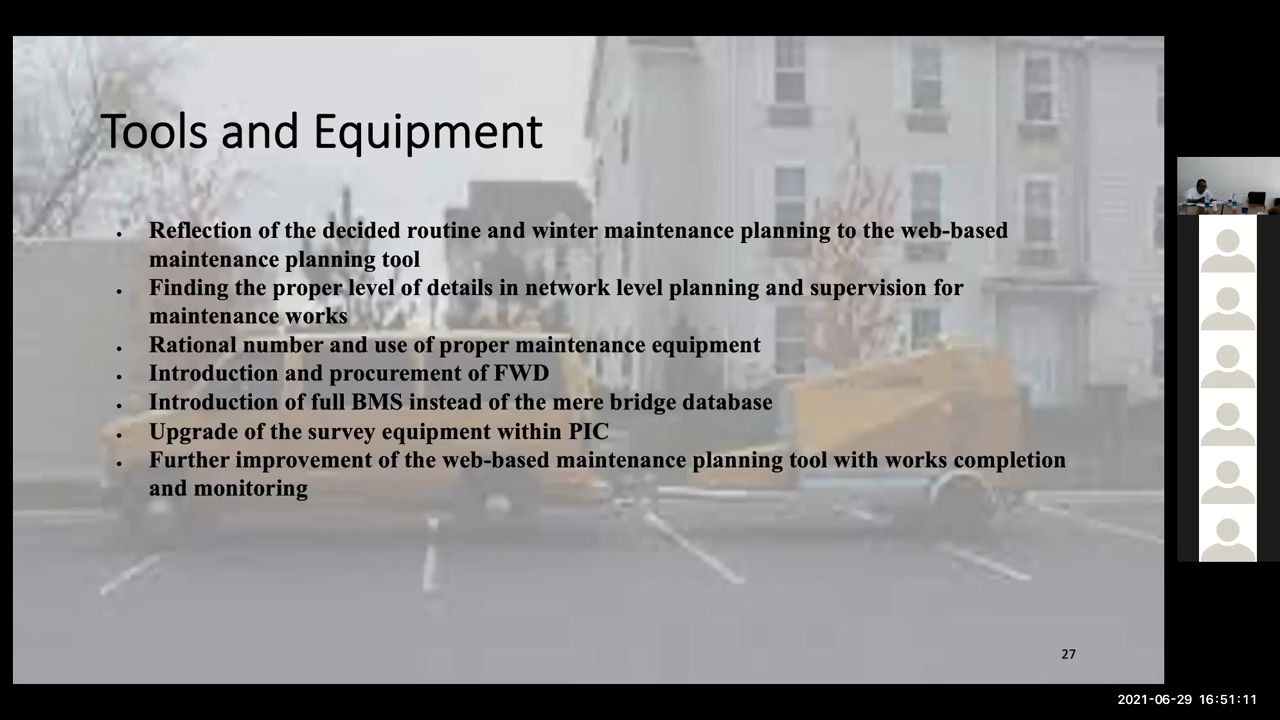 Tools and Equipment
• Reflection of the decided routine and winter maintenance planning to the web-based
maintenance planning tool
• Finding the proper level of details in network level planning and supervision for
maintenance works
• Rational number and use of proper maintenance equipment
• Introduction and procurement of FWD
• Introduction of full BMS instead of the mere bridge database
• Upgrade of the survey equipment within PIC
• Further improvement of the web-based maintenance planning tool with works completion
and monitoring
27
2021-06-29 16:51:11